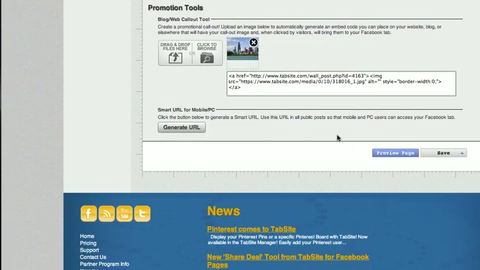 Promotion Tools
Blog/Web Callout Tool
Create a promotional call-out! Upload an image below to automatically generate an embed code you can place on your website, blog, or
elsewhere that will have your call-out image and, when clicked by visitors, will bring them to your Facebook tab.
DRAG & DROP
FILES HERE
CLICK TO
BROWSE
<a href="http://www.tabsite.com/wall_post.php?id=4163"><img
src="https://www.tabsite.com/media/0/10/318016_1.jpg" alt="" style="border-width:0;">
</a>
Smart URL for Mobile/PC
Click the button below to generate a Smart URL. Use this URL in all public posts so that mobile and PC users can access your Facebook tab.
Generate URL
Preview Page
Save
News
Pinterest comes to TabSite
Display your Pinterest Pins or a specific Pinterest Board with TabSite! Now
available in the TabSite Manager! Easily add your Pinterest user...
New 'Share Deal' Tool from TabSite for Facebook
Pages
Home
Pricing
Support
Contact Us
Partner Program Info